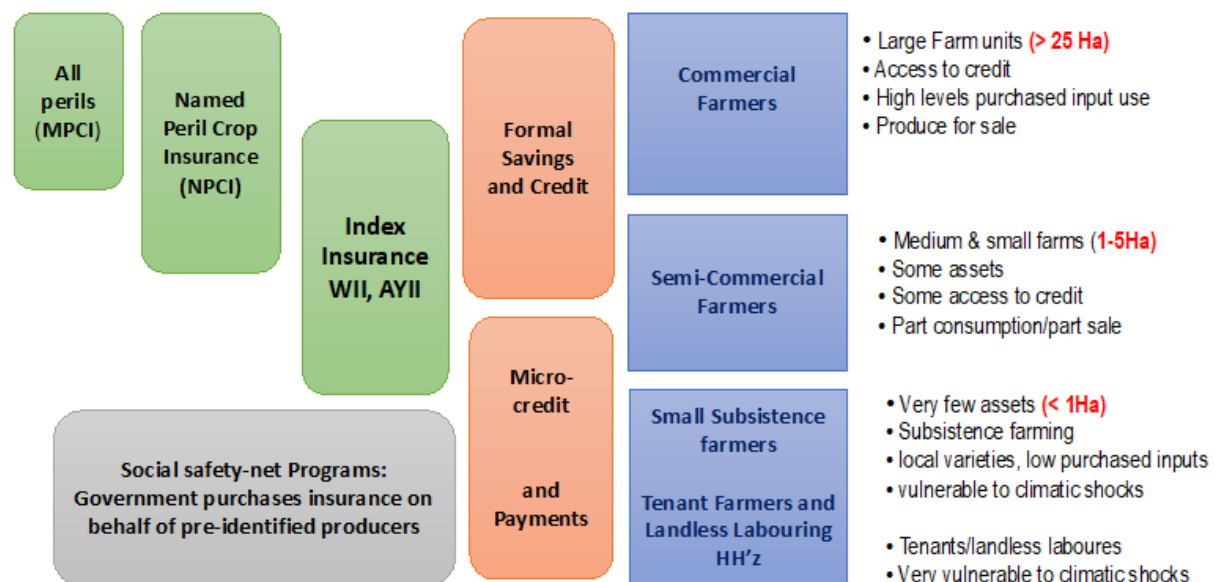 All
perils
(MPCI)
Named
Peril Crop
Insurance
(NPCI)
Index
Insurance
WII, AYII
Social safety-net Programs:
Government purchases insurance on
behalf of pre-identified producers
Formal
Savings
and Credit
Micro-
credit
and
Payments
Commercial
Farmers
Semi-Commercial
Farmers
Small Subsistence
farmers
Tenant Farmers and
Landless Labouring
HH'z
• Large Farm units (> 25 Ha)
• Access to credit
• High levels purchased input use
• Produce for sale
• Medium & small farms (1-5Ha)
• Some assets
• Some access to credit
• Part consumption/part sale
• Very few assets (< 1Ha)
• Subsistence farming
• local varieties, low purchased inputs
• vulnerable to climatic shocks
• Tenants/landless laboures
• Very vulnerable to climatic shocks